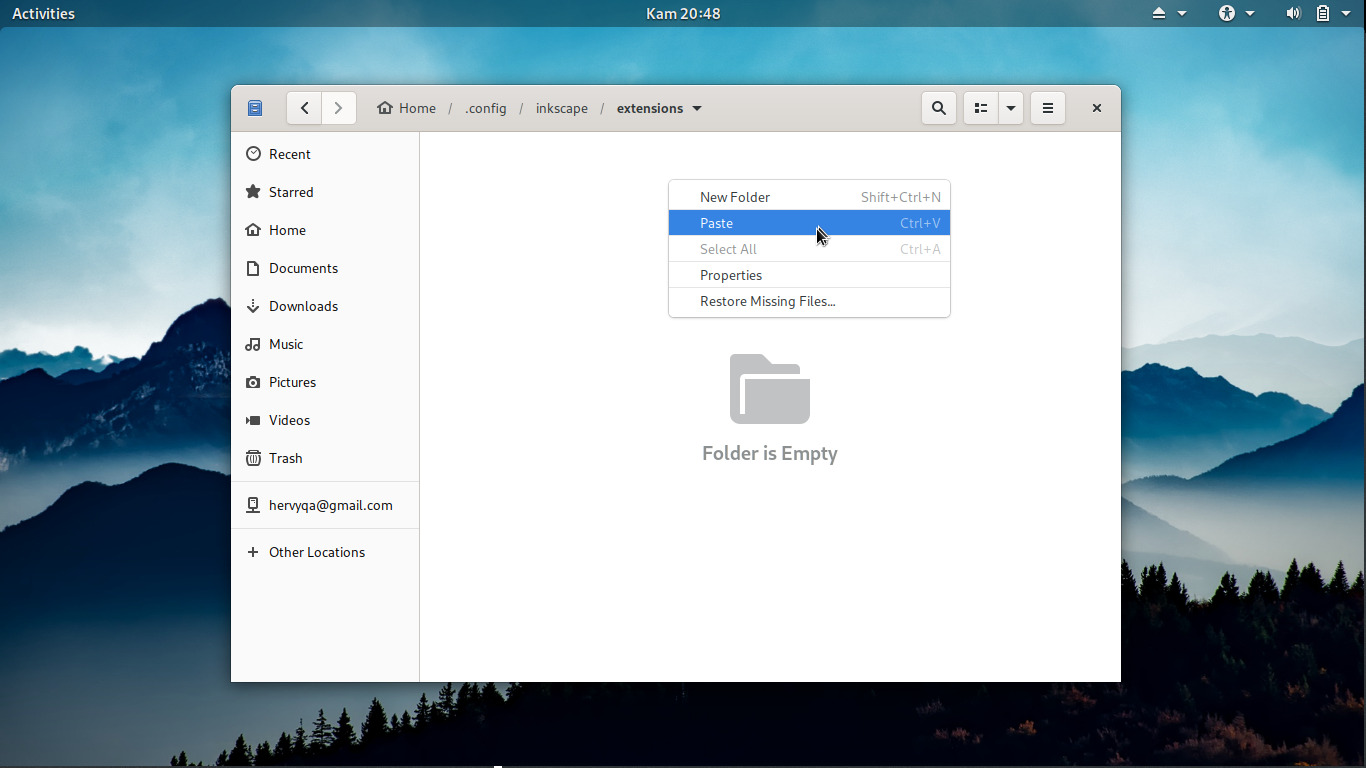 Activities
Kam 20:48
Home / .config / inkscape / extensions
Recent
Starred
Home
Documents
Downloads
Music
Pictures
Videos
Trash
hervyqa@gmail.com
Other Locations
New Folder Shift+Ctrl+N
Paste Ctrl+V
Select All Ctrl+A
Properties
Restore Missing Files...
Folder is Empty